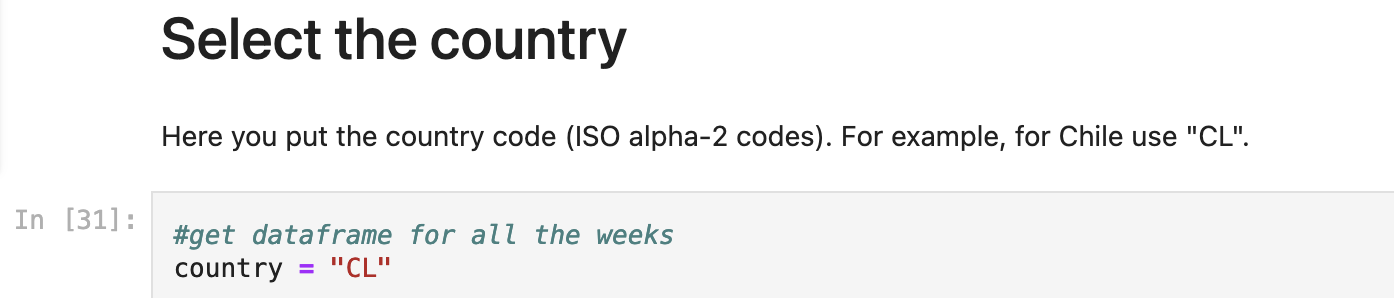 Select the country
Here you put the country code (ISO alpha-2 codes). For example, for Chile use "CL".
In [31]:
#get dataframe for all the weeks
country = "CL"